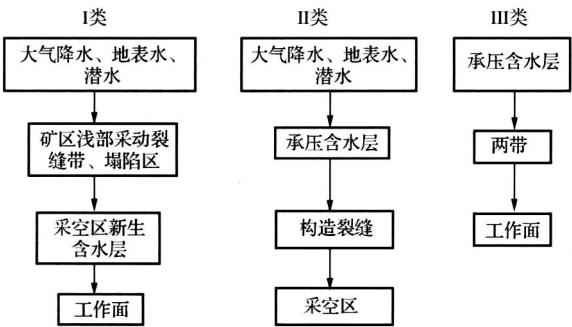 I类
大气降水、地表水、
潜水
矿区浅部采动裂
缝带、塌陷区
采空区新生
含水层
工作面
II类
大气降水、地表水、
潜水
承压含水层
构造裂缝
采空区
III类
承压含水层
两带
工作面